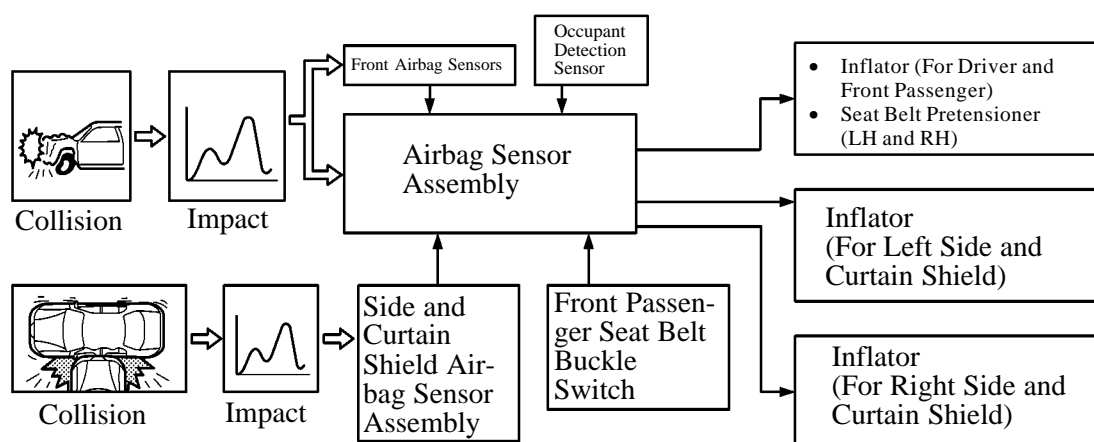 Front Airbag Sensors
Occupant
Detection
Sensor
• Inflator (For Driver and
Front Passenger)
• Seat Belt Pretensioner
(LH and RH)
Airbag Sensor
Assembly
Collision
Impact
Inflator
(For Left Side and
Curtain Shield)
Side and
Curtain
Shield Air-
bag Sensor
Assembly
Front Passen-
ger Seat Belt
Buckle
Switch
Collision
Impact
Inflator
(For Right Side and
Curtain Shield)